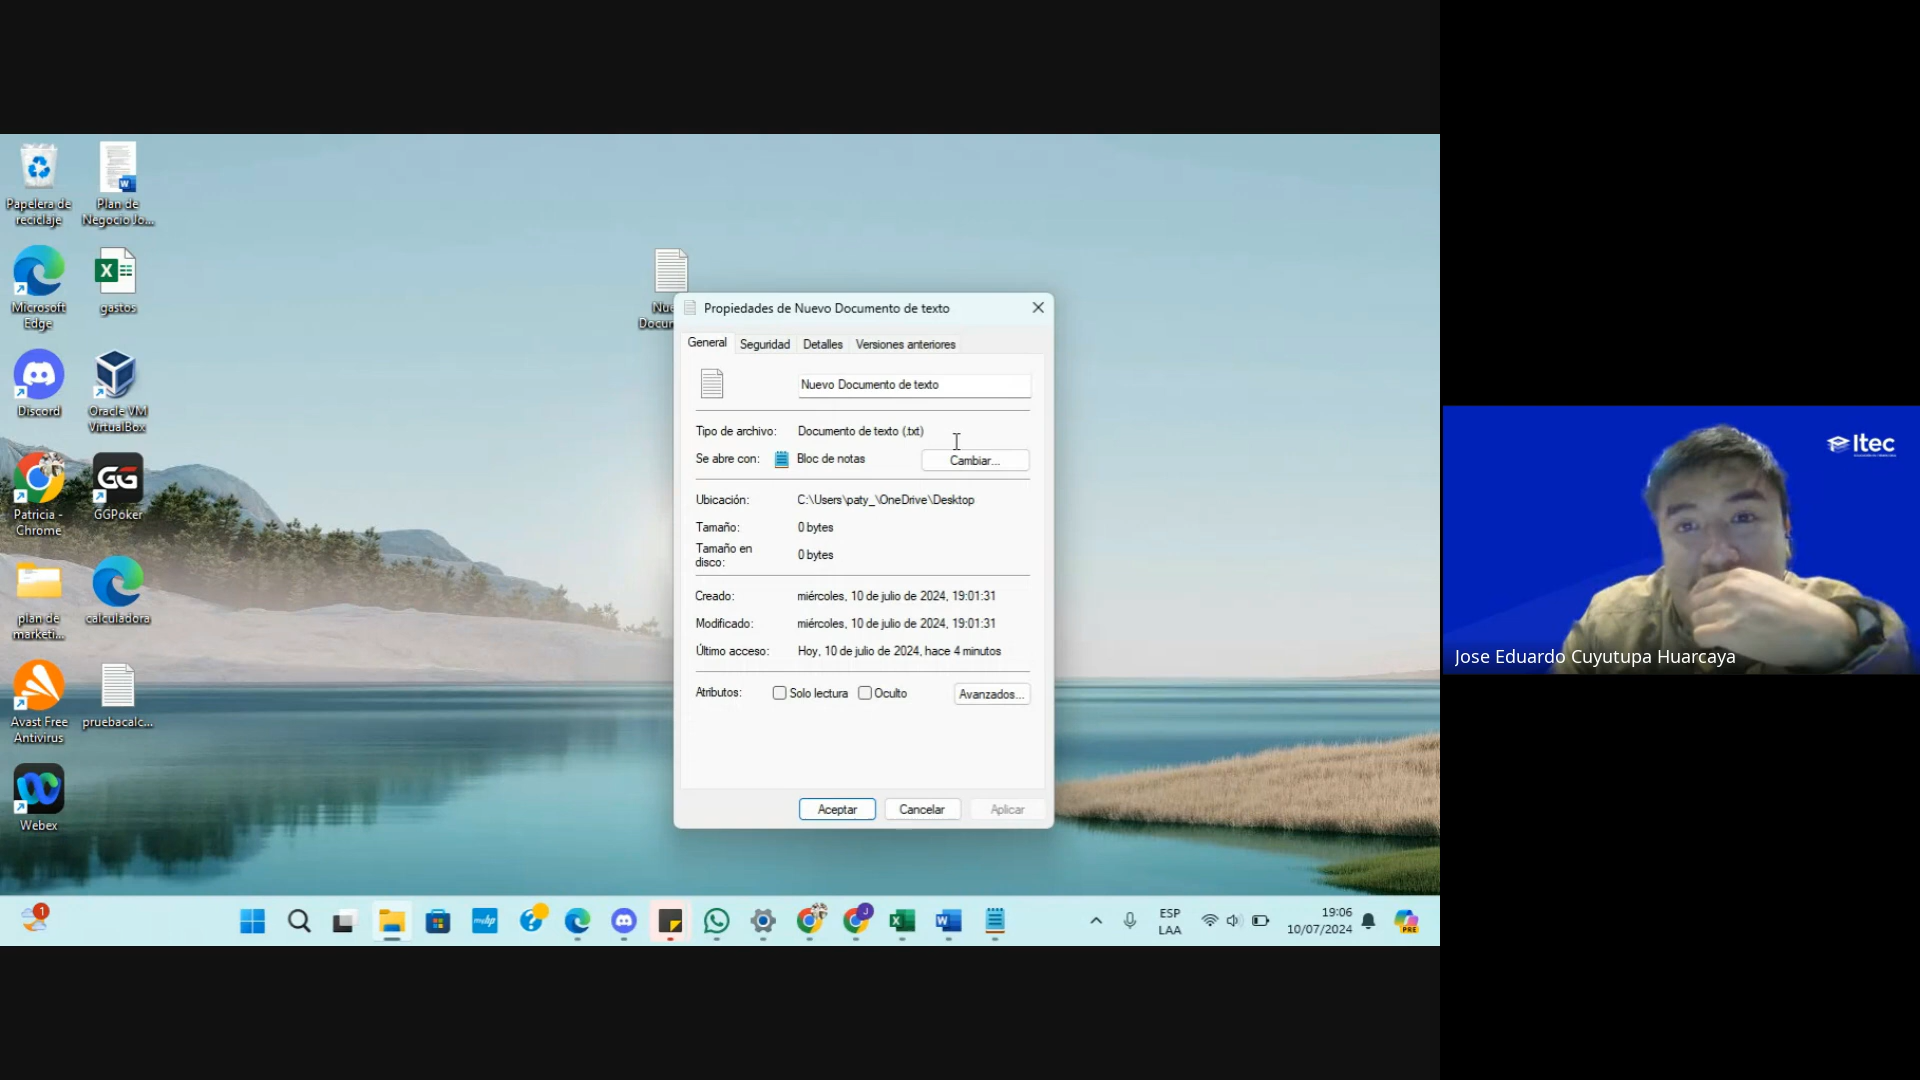 Papelera de
reciclaje
Plan de
Negocio Jo...
Microsoft
Edge
gastos
Discord
Oracle VM
VirtualBox
Patricia -
Chrome
GGPoker
plan de
marketi...
calculadora
Avast Free
Antivirus
pruebacalc...
Webex
Propiedades de Nuevo Documento de texto
General
Seguridad
Detalles
Versiones anteriores
Nuevo Documento de texto
Tipo de archivo: Documento de texto (.txt)
Se abre con: Bloc de notas
Cambiar...
Ubicación: C:\Users\paty_\OneDrive\Desktop
Tamaño: 0 bytes
Tamaño en
disco: 0 bytes
Creado: miércoles, 10 de julio de 2024, 19:01:31
Modificado: miércoles, 10 de julio de 2024, 19:01:31
Último acceso: Hoy, 10 de julio de 2024, hace 4 minutos
Atributos: Solo lectura Oculto
Avanzados...
Aceptar
Cancelar
Aplicar
1
myhp
J
ESP
LAA
19:06
10/07/2024
PRE
Itec
Jose Eduardo Cuyutupa Huarcaya